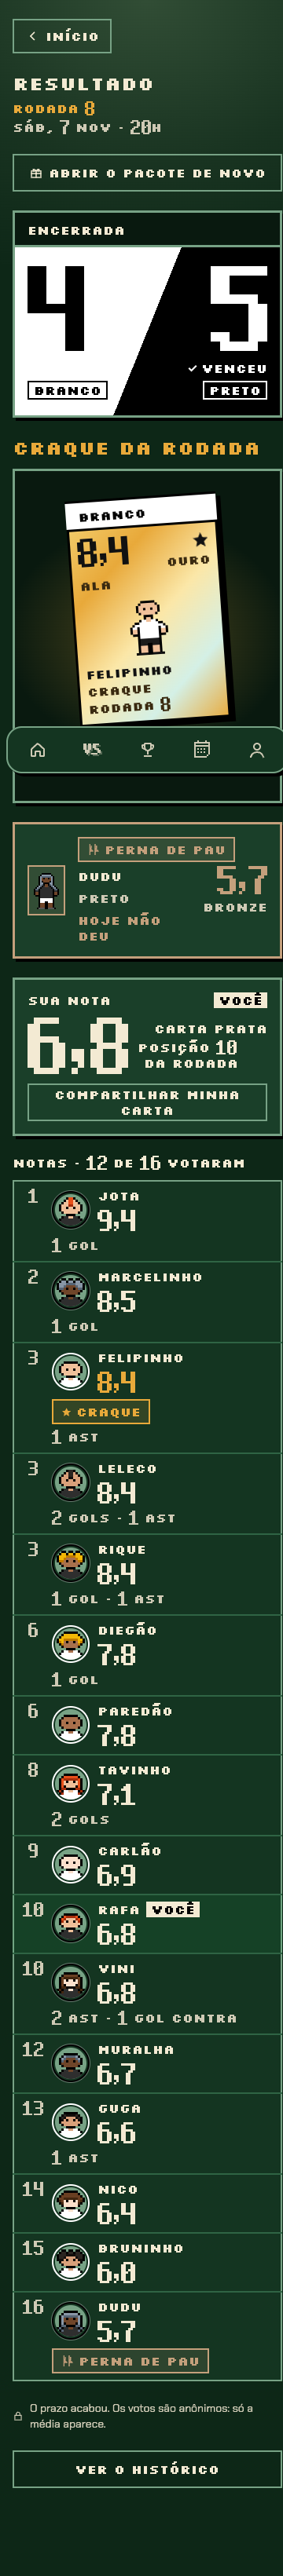 INÍCIO
RESULTADO
RODADA 8
SÁB, 7 NOV · 20H
ABRIR O PACOTE DE NOVO
ENCERRADA
4
5
VENCEU
BRANCO
PRETO
CRAQUE DA RODADA
BRANCO
8,4
OURO
ALA
FELIPINHO
CRAQUE
RODADA 8
VS
PERNA DE PAU
DUDU
5,7
PRETO
BRONZE
HOJE NÃO
DEU
SUA NOTA
VOCÊ
6,8
CARTA PRATA
POSIÇÃO 10
DA RODADA
COMPARTILHAR MINHA
CARTA
NOTAS · 12 DE 16 VOTARAM
1 JOTA
9,4
1 GOL
2 MARCELINHO
8,5
1 GOL
3 FELIPINHO
8,4
★ CRAQUE
1 AST
3 LELECO
8,4
2 GOLS · 1 AST
3 RIQUE
8,4
1 GOL · 1 AST
6 DIEGÃO
7,8
1 GOL
6 PAREDÃO
7,8
8 TAVINHO
7,1
2 GOLS
9 CARLÃO
6,9
10 RAFA VOCÊ
6,8
10 VINI
6,8
2 AST · 1 GOL CONTRA
12 MURALHA
6,7
13 GUGA
6,6
1 AST
14 NICO
6,4
15 BRUNINHO
6,0
16 DUDU
5,7
PERNA DE PAU
O prazo acabou. Os votos são anônimos: só a
média aparece.
VER O HISTÓRICO